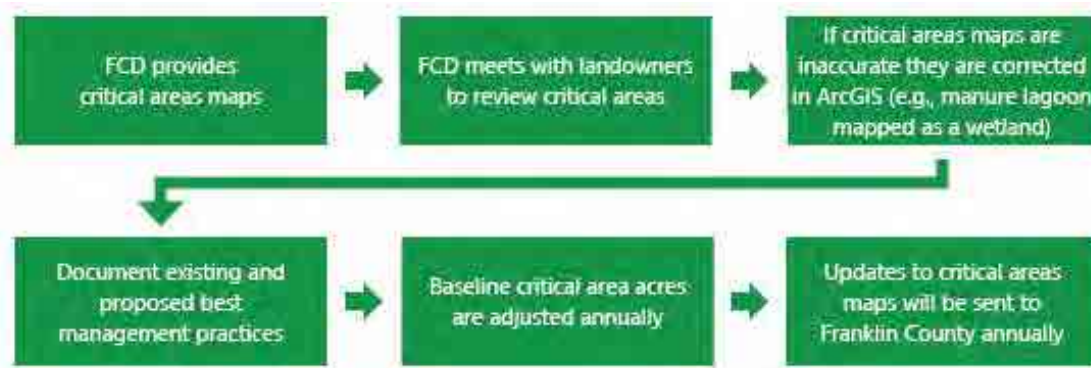 FCD provides
critical areas maps
FCD meets with landowners
to review critical areas
If critical areas maps are
inaccurate they are corrected
in ArcGIS (e.g., manure lagoon
mapped as a wetland)
Document existing and
proposed best
management practices
Baseline critical area acres
are adjusted annually
Updates to critical areas
maps will be sent to
Franklin County annually